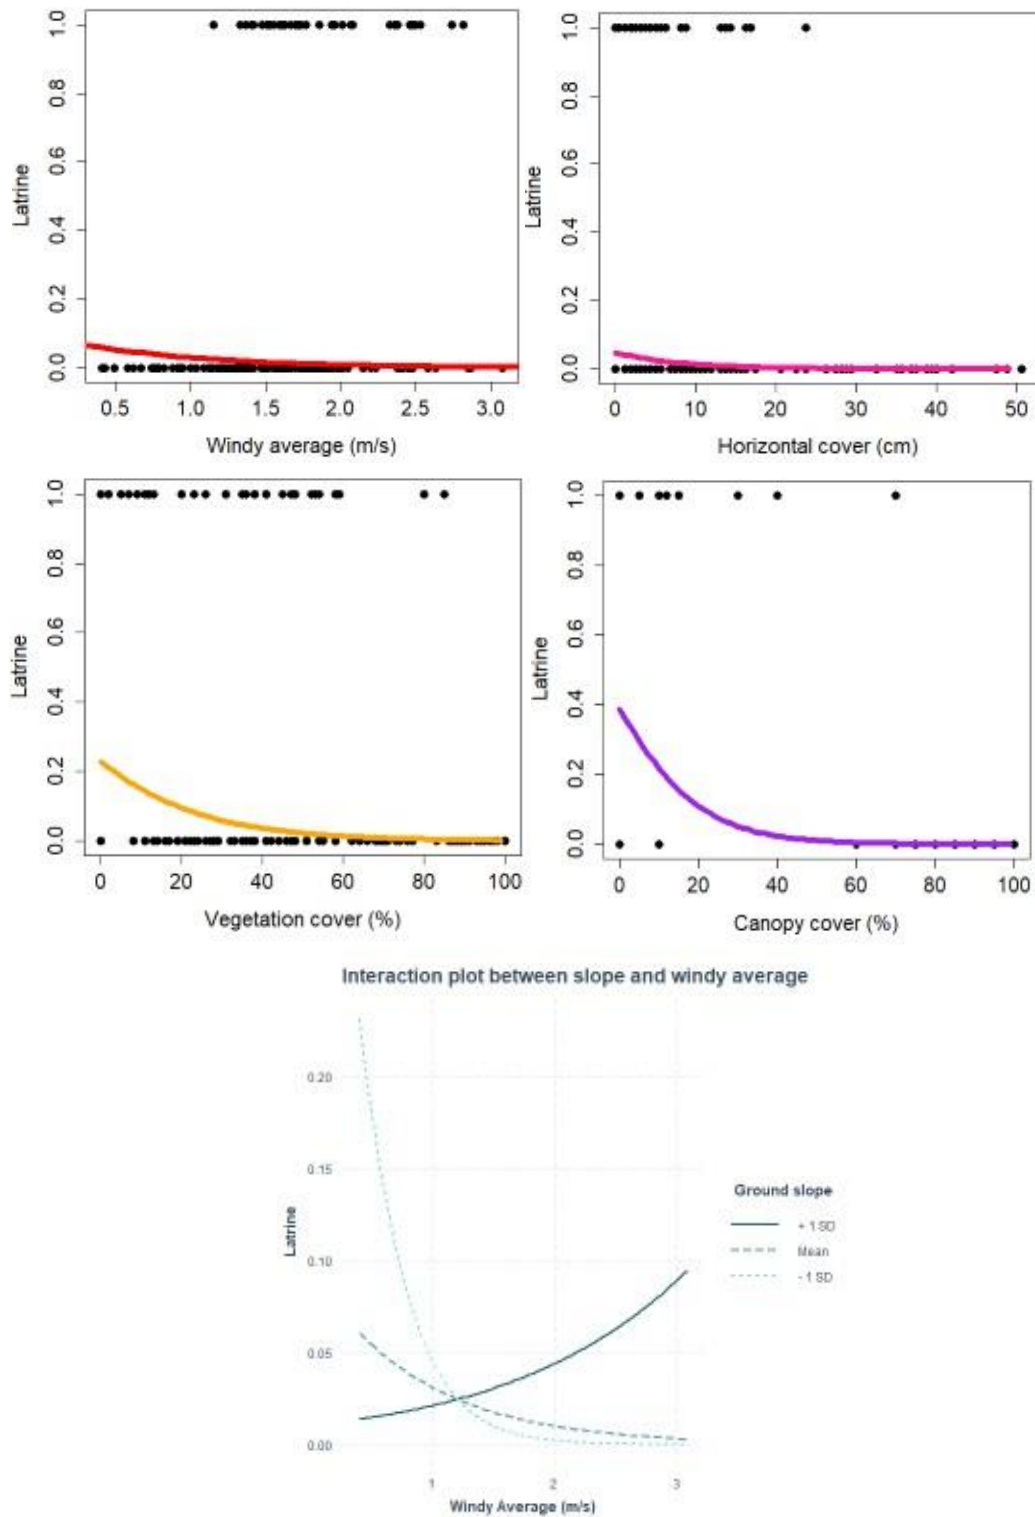 Latrine
0.0 0.2 0.4 0.6 0.8 1.0
0.5 1.0 1.5 2.0 2.5 3.0
Windy average (m/s)
Latrine
0.0 0.2 0.4 0.6 0.8 1.0
0 10 20 30 40 50
Horizontal cover (cm)
Latrine
0.0 0.2 0.4 0.6 0.8 1.0
0 20 40 60 80 100
Vegetation cover (%)
Latrine
0.0 0.2 0.4 0.6 0.8 1.0
0 20 40 60 80 100
Canopy cover (%)
Interaction plot between slope and windy average
Latrine
0.20
0.15
0.10
0.05
0.00
1 2 3
Windy Average (m/s)
Ground slope
+ 1 SD
Mean
- 1 SD